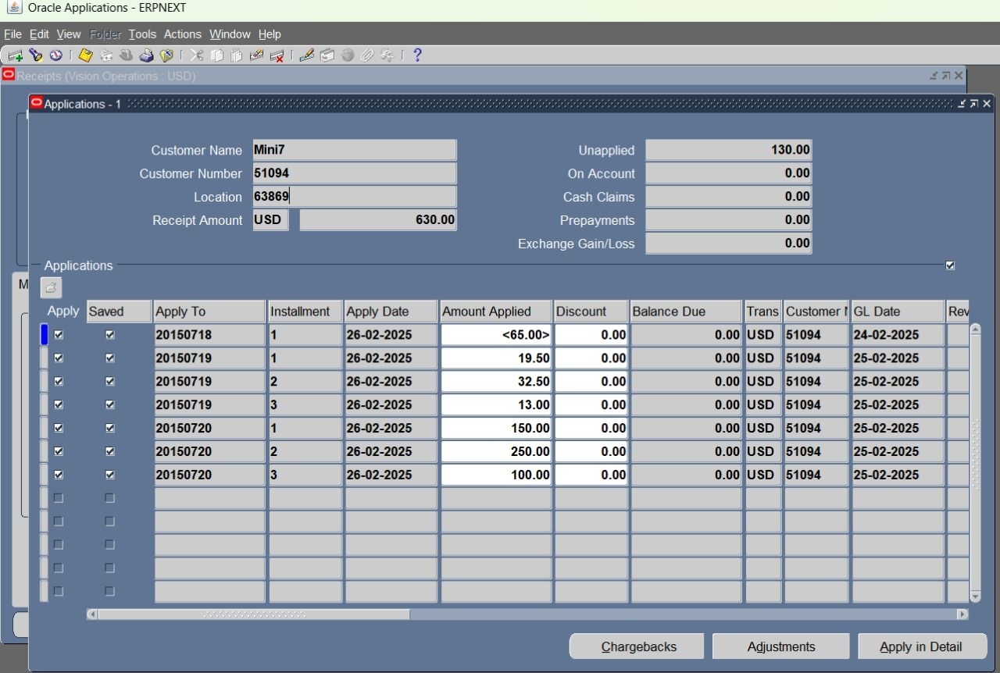 Oracle Applications - ERPNEXT
File Edit View Folder Tools Actions Window Help
Receipts (Vision Operations : USD)
Applications - 1
Customer Name Mini7 Unapplied 130.00
Customer Number 51094 On Account 0.00
Location 63869 Cash Claims 0.00
Receipt Amount USD 630.00 Prepayments 0.00
Exchange Gain/Loss 0.00
Applications
M
Apply Saved Apply To Installment Apply Date Amount Applied Discount Balance Due Trans Customer N GL Date Rev
20150718 1 26-02-2025 <65.00> 0.00 0.00 USD 51094 24-02-2025
20150719 1 26-02-2025 19.50 0.00 0.00 USD 51094 25-02-2025
20150719 2 26-02-2025 32.50 0.00 0.00 USD 51094 25-02-2025
20150719 3 26-02-2025 13.00 0.00 0.00 USD 51094 25-02-2025
20150720 1 26-02-2025 150.00 0.00 0.00 USD 51094 25-02-2025
20150720 2 26-02-2025 250.00 0.00 0.00 USD 51094 25-02-2025
20150720 3 26-02-2025 100.00 0.00 0.00 USD 51094 25-02-2025
Chargebacks Adjustments Apply in Detail